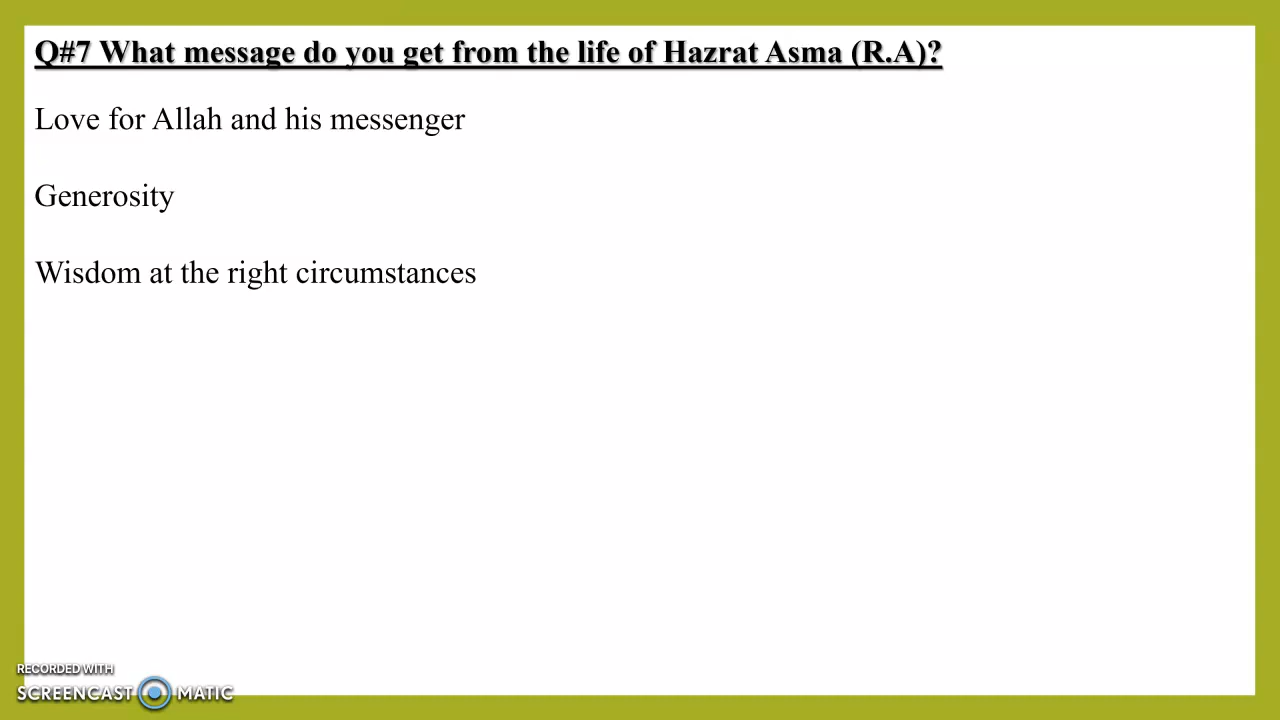 Q#7 What message do you get from the life of Hazrat Asma (R.A)?
Love for Allah and his messenger
Generosity
Wisdom at the right circumstances
RECORDED WITH
SCREENCAST MATIC